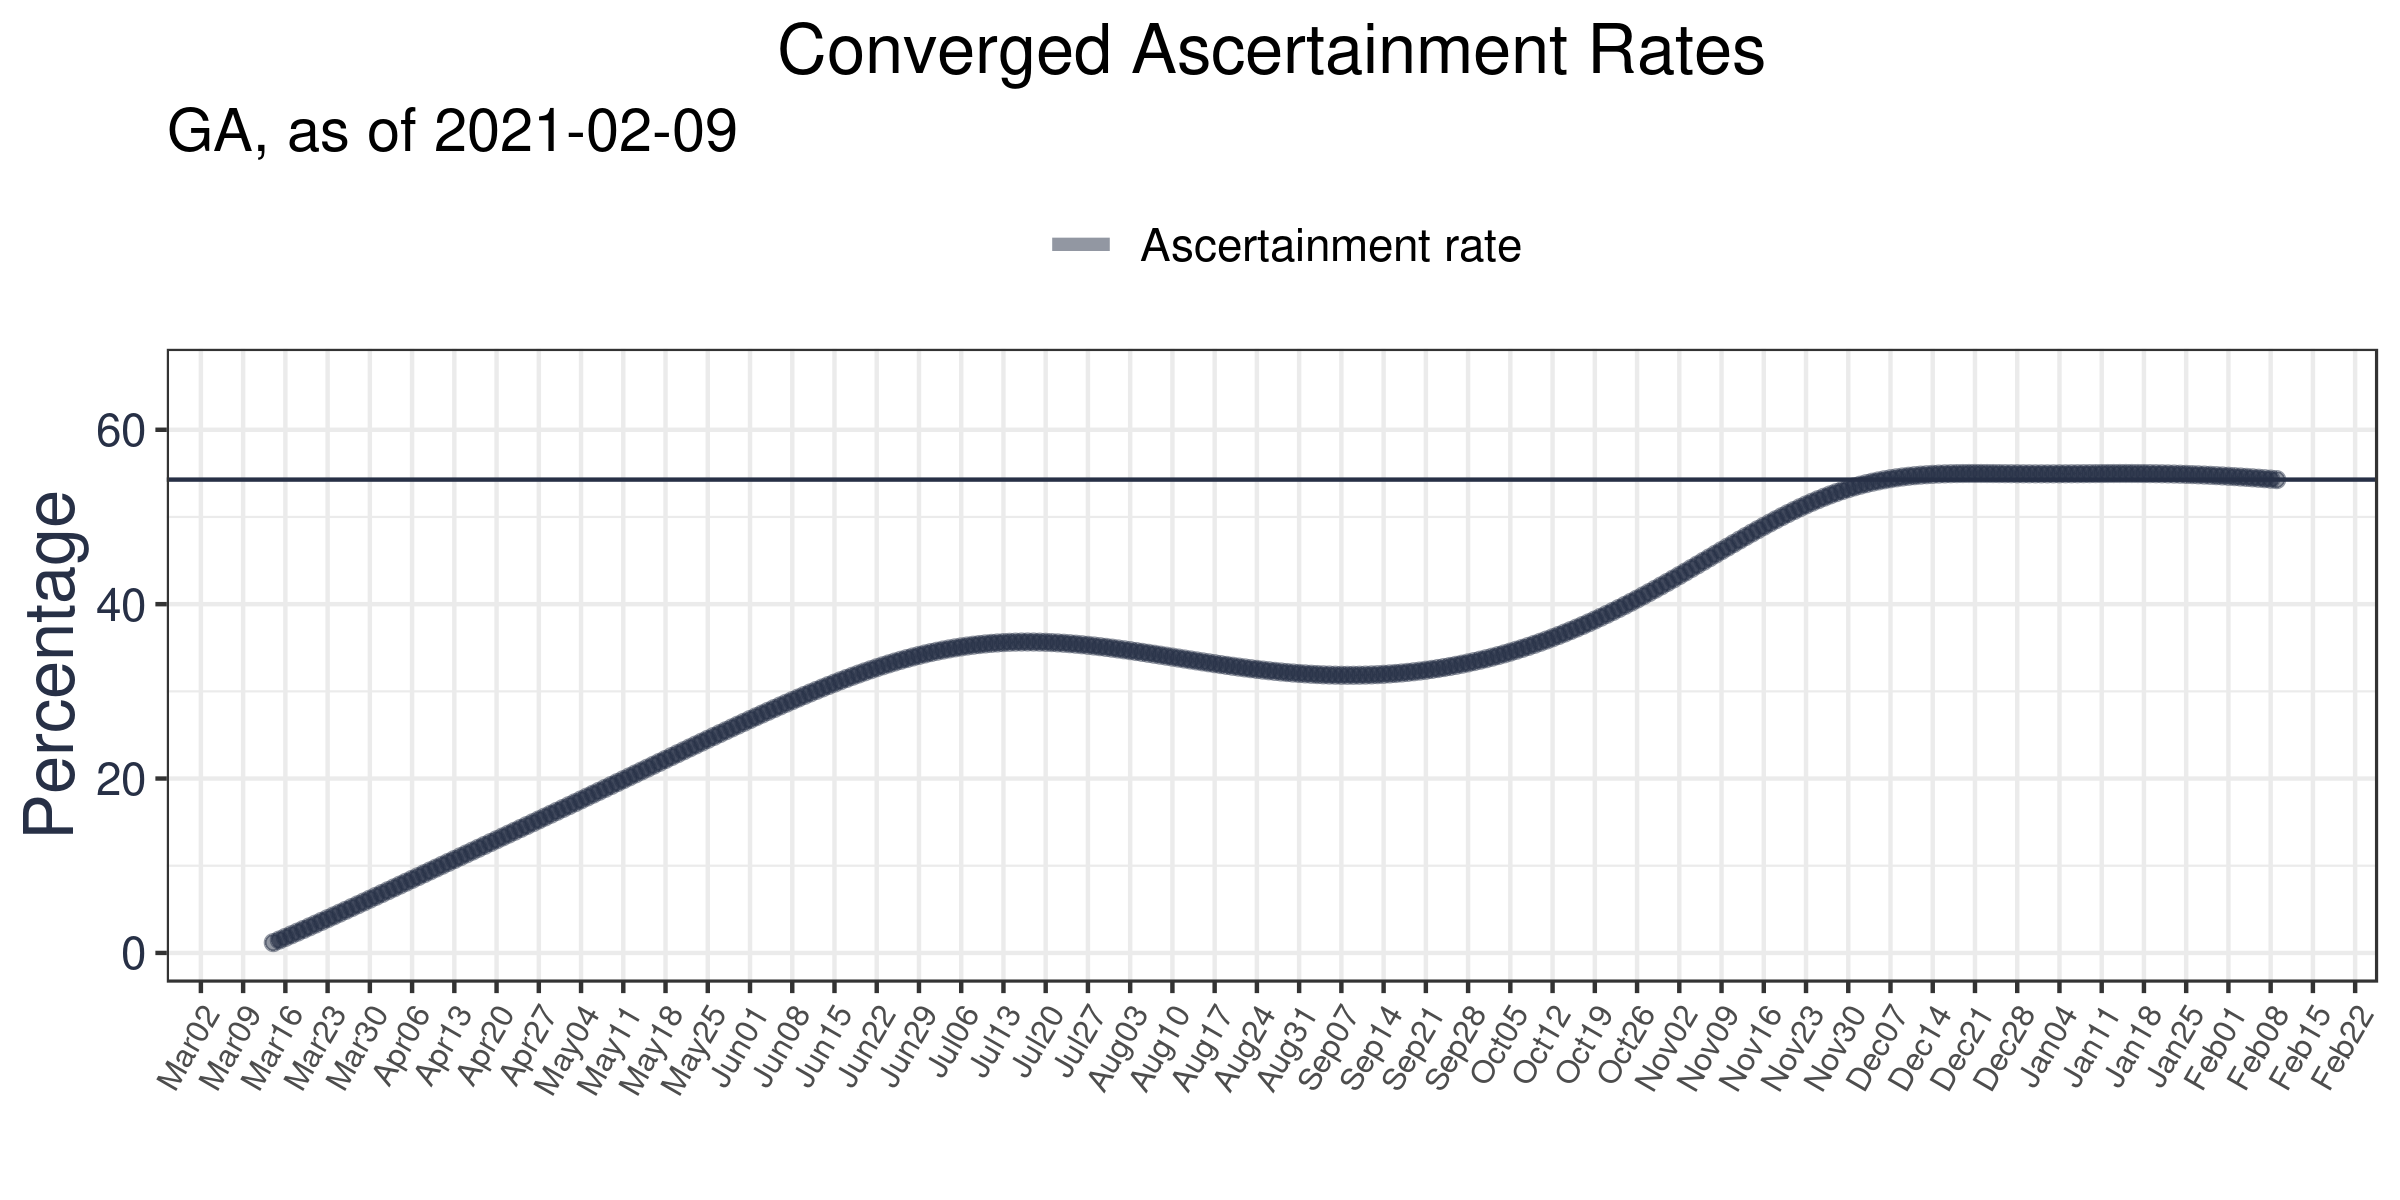 Converged Ascertainment Rates
GA, as of 2021-02-09
Ascertainment rate
Percentage
60
40
20
0
Mar02
Mar09
Mar16
Mar23
Mar30
Apr06
Apr13
Apr20
Apr27
May04
May11
May18
May25
Jun01
Jun08
Jun15
Jun22
Jun29
Jul06
Jul13
Jul20
Jul27
Aug03
Aug10
Aug17
Aug24
Aug31
Sep07
Sep14
Sep21
Sep28
Oct05
Oct12
Oct19
Oct26
Nov02
Nov09
Nov16
Nov23
Nov30
Dec07
Dec14
Dec21
Dec28
Jan04
Jan11
Jan18
Jan25
Feb01
Feb08
Feb15
Feb22